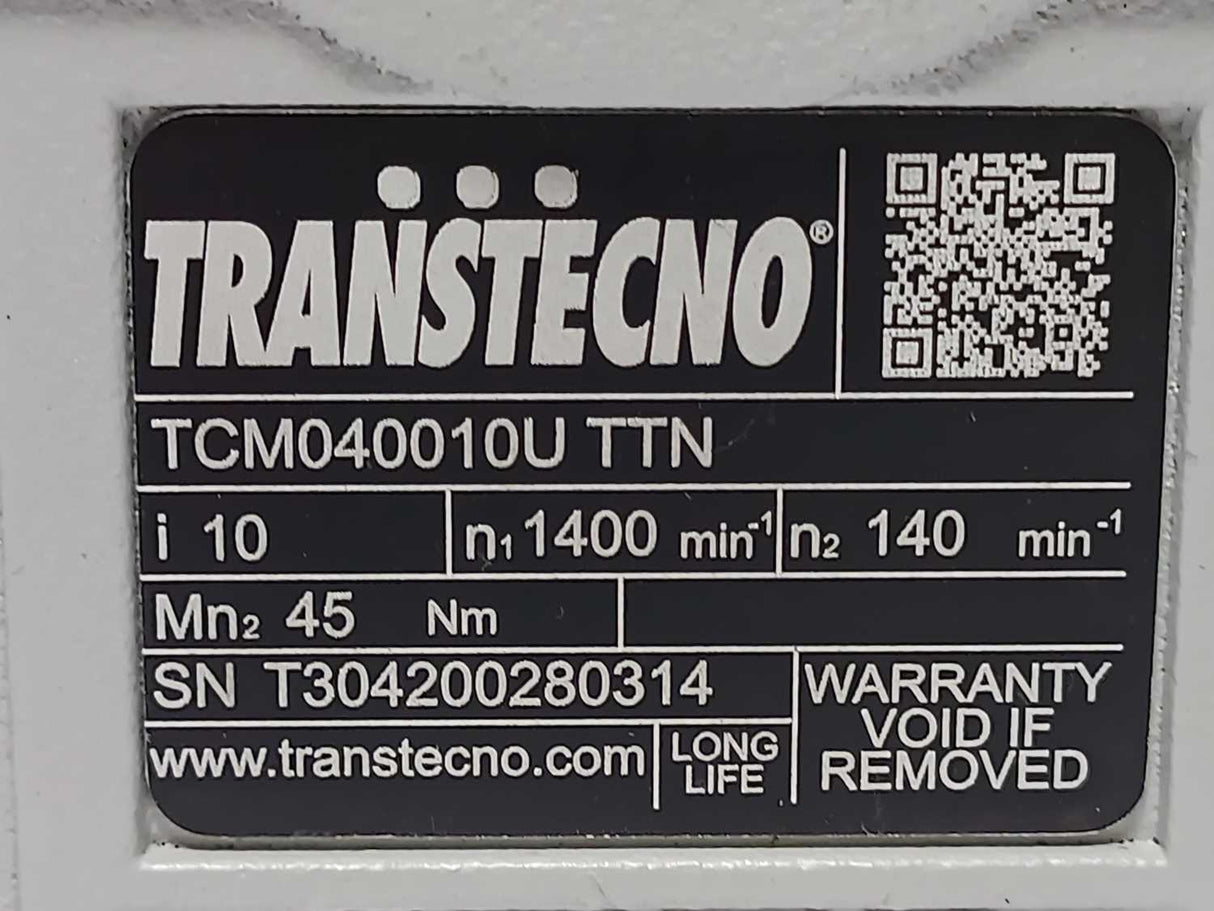 TRANSTECNO®
TCM040010U TTN
i 10 n₁ 1400 min⁻¹ n₂ 140 min⁻¹
Mn₂ 45 Nm
SN T304200280314
www.transtecno.com
LONG
LIFE
WARRANTY
VOID IF
REMOVED